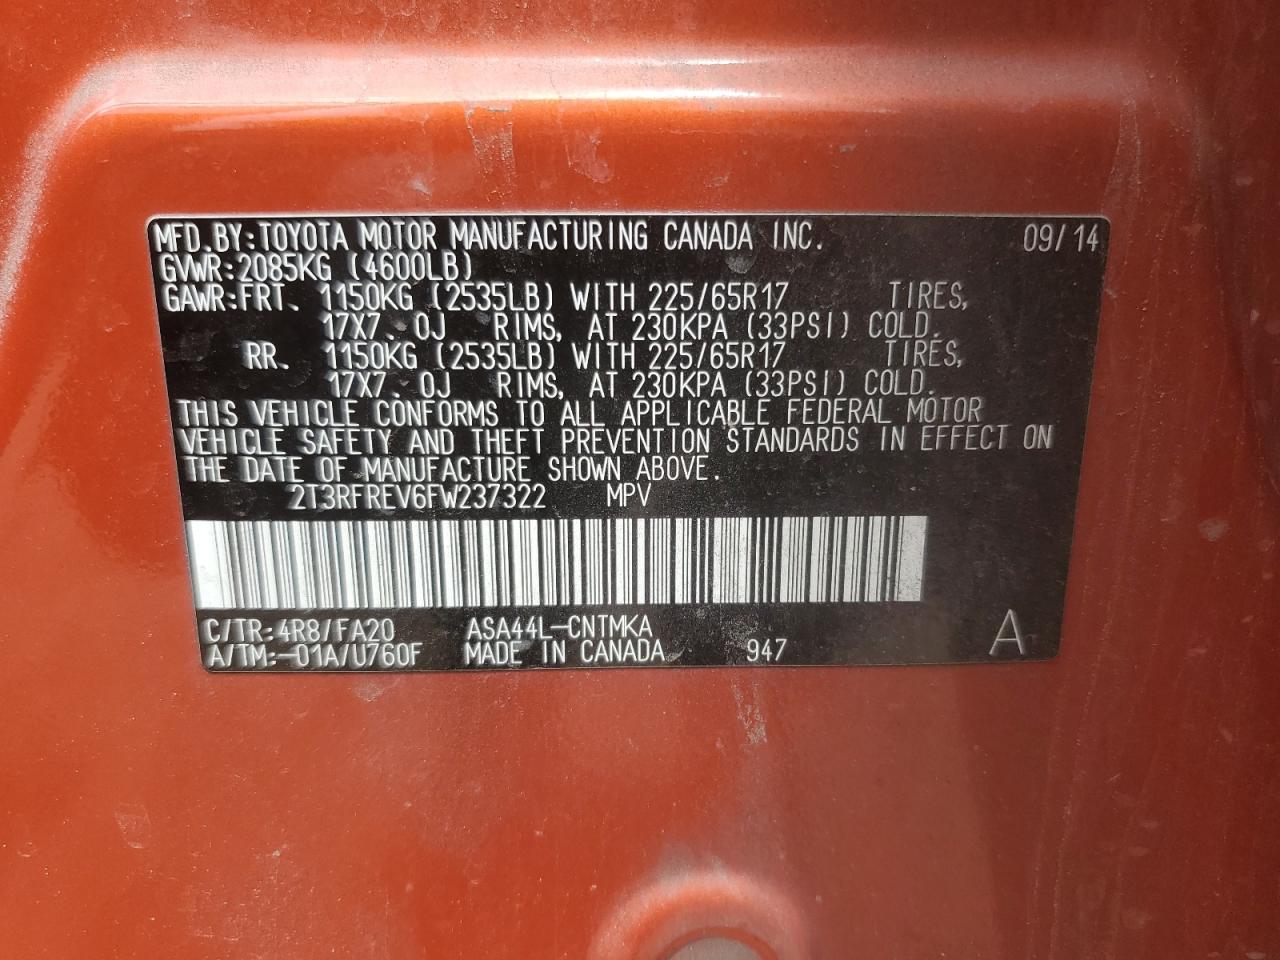 MFD.BY:TOYOTA MOTOR MANUFACTURING CANADA INC. 09/14
GVWR:2085KG (4600LB)
GAWR:FRT. 1150KG (2535LB) WITH 225/65R17 TIRES,
17X7.0J RIMS, AT 230KPA (33PSI) COLD.
RR. 1150KG (2535LB) WITH 225/65R17 TIRES,
17X7.0J RIMS, AT 230KPA (33PSI) COLD.
THIS VEHICLE CONFORMS TO ALL APPLICABLE FEDERAL MOTOR
VEHICLE SAFETY AND THEFT PREVENTION STANDARDS IN EFFECT ON
THE DATE OF MANUFACTURE SHOWN ABOVE.
2T3RFREV6FW237322 MPV
C/TR:4R8/FA20 ASA44L-CNTMKA
A/TM:-01A/U760F MADE IN CANADA 947 A